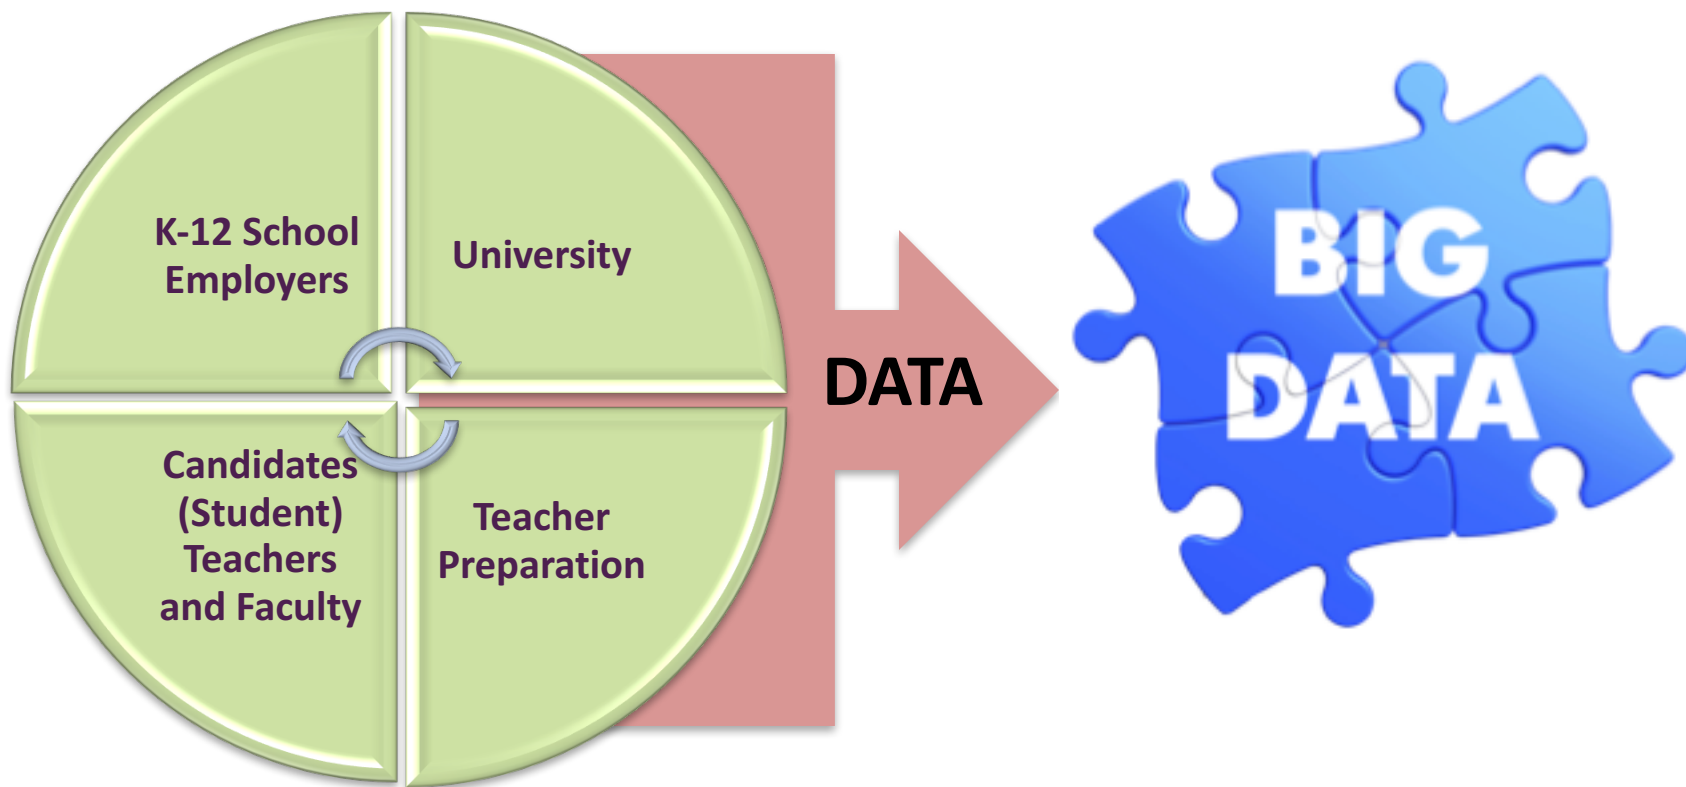 K-12 School
Employers
University
Candidates
(Student)
Teachers
and Faculty
Teacher
Preparation
DATA
BIG
DATA